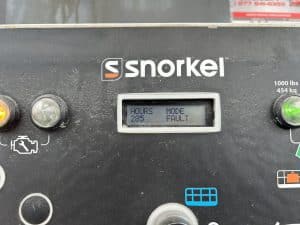 snorkel
HOURS MODE
285 FAULT
1000 lbs
454 kg